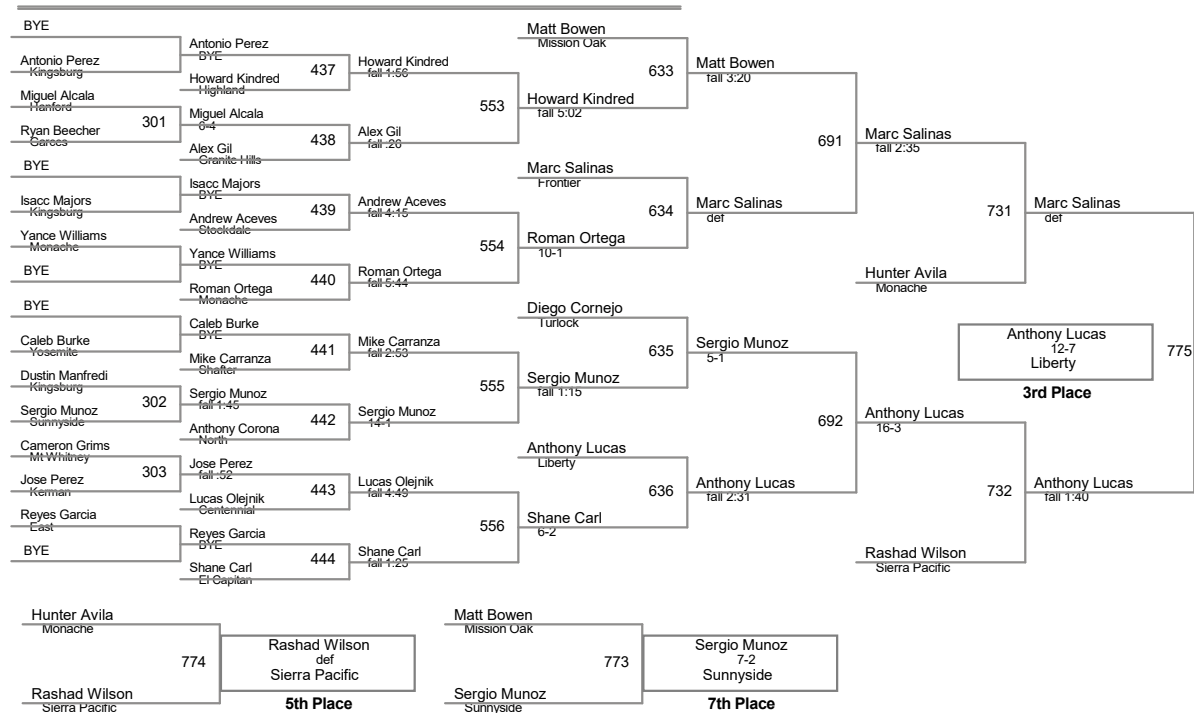 BYE
Antonio Perez
Kingsburg
Miguel Alcala
Hanford
301
Ryan Beecher
Garces
BYE
Isacc Majors
Kingsburg
Yance Williams
Monache
BYE
BYE
Caleb Burke
Yosemite
Dustin Manfredi
Kingsburg
302
Sergio Munoz
Sunnyside
Cameron Grims
Mt Whitney
303
Jose Perez
Kerman
Reyes Garcia
East
BYE
Antonio Perez
BYE
437
Howard Kindred
Highland
Miguel Alcala
6-4
438
Alex Gil
Granite Hills
Isacc Majors
BYE
439
Andrew Aceves
Stockdale
Yance Williams
BYE
440
Roman Ortega
Monache
Caleb Burke
BYE
441
Mike Carranza
Shafter
Sergio Munoz
fall 1:45
442
Anthony Corona
North
Jose Perez
fall :52
443
Lucas Olejnik
Centennial
Reyes Garcia
BYE
444
Shane Carl
El Capitan
Howard Kindred
fall 1:56
553
Alex Gil
fall :26
Andrew Aceves
fall 4:15
554
Roman Ortega
fall 5:44
Mike Carranza
fall 2:53
555
Sergio Munoz
14-1
Lucas Olejnik
fall 4:49
556
Shane Carl
fall 1:25
Matt Bowen
Mission Oak
633
Howard Kindred
fall 5:02
Marc Salinas
Frontier
634
Roman Ortega
10-1
Diego Cornejo
Turlock
635
Sergio Munoz
fall 1:15
Anthony Lucas
Liberty
636
Shane Carl
6-2
Matt Bowen
fall 3:20
691
Marc Salinas
def
Sergio Munoz
5-1
692
Anthony Lucas
fall 2:31
Marc Salinas
fall 2:35
731
Hunter Avila
Monache
Anthony Lucas
16-3
732
Rashad Wilson
Sierra Pacific
Marc Salinas
def
Anthony Lucas
12-7
Liberty
775
3rd Place
Anthony Lucas
fall 1:40
Hunter Avila
Monache
774
Rashad Wilson
Sierra Pacific
Rashad Wilson
def
Sierra Pacific
5th Place
Matt Bowen
Mission Oak
773
Sergio Munoz
Sunnyside
Sergio Munoz
7-2
Sunnyside
7th Place